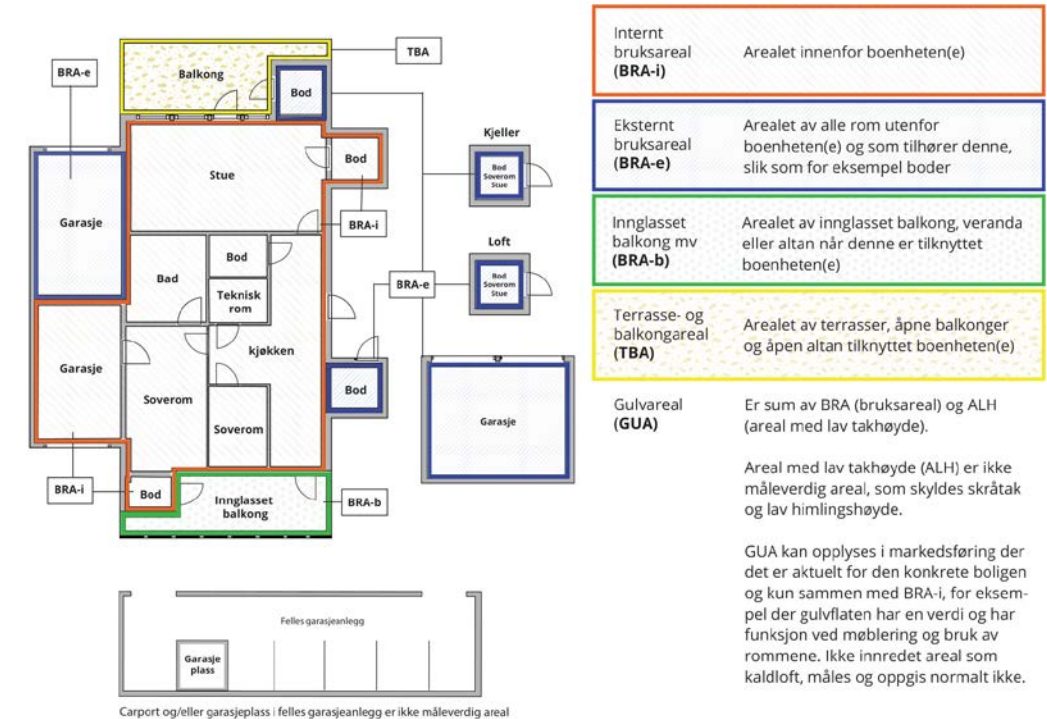 TBA
BRA-e
Balkong
Bod
Kjeller
Bod
Soverom
Stue
Bod
Stue
Garasje
BRA-i
Loft
Bod
Bad
Bod
Soverom
Stue
BRA-e
Teknisk
rom
kjøkken
Garasje
Bod
Soverom
Soverom
Garasje
BRA-i
Bod
Innglasset
balkong
BRA-b
Felles garasjeanlegg
Garasje
plass
Carport og/eller garasjeplass i felles garasjeanlegg er ikke måleverdig areal
Internt
bruksareal
(BRA-i)
Arealet innenfor boenheten(e)
Eksternt
bruksareal
(BRA-e)
Arealet av alle rom utenfor
boenheten(e) og som tilhører denne,
slik som for eksempel boder
Innglasset
balkong mv
(BRA-b)
Arealet av innglasset balkong, veranda
eller altan når denne er tilknyttet
boenheten(e)
Terrasse- og
balkongareal
(TBA)
Arealet av terrasser, åpne balkonger
og åpen altan tilknyttet boenheten(e)
Gulvareal
(GUA)
Er sum av BRA (bruksareal) og ALH
(areal med lav takhøyde).
Areal med lav takhøyde (ALH) er ikke
måleverdig areal, som skyldes skråtak
og lav himlingshøyde.
GUA kan opplyses i markedsføring der
det er aktuelt for den konkrete boligen
og kun sammen med BRA-i, for eksem-
pel der gulvflaten har en verdi og har
funksjon ved møblering og bruk av
rommene. Ikke innredet areal som
kaldloft, måles og oppgis normalt ikke.